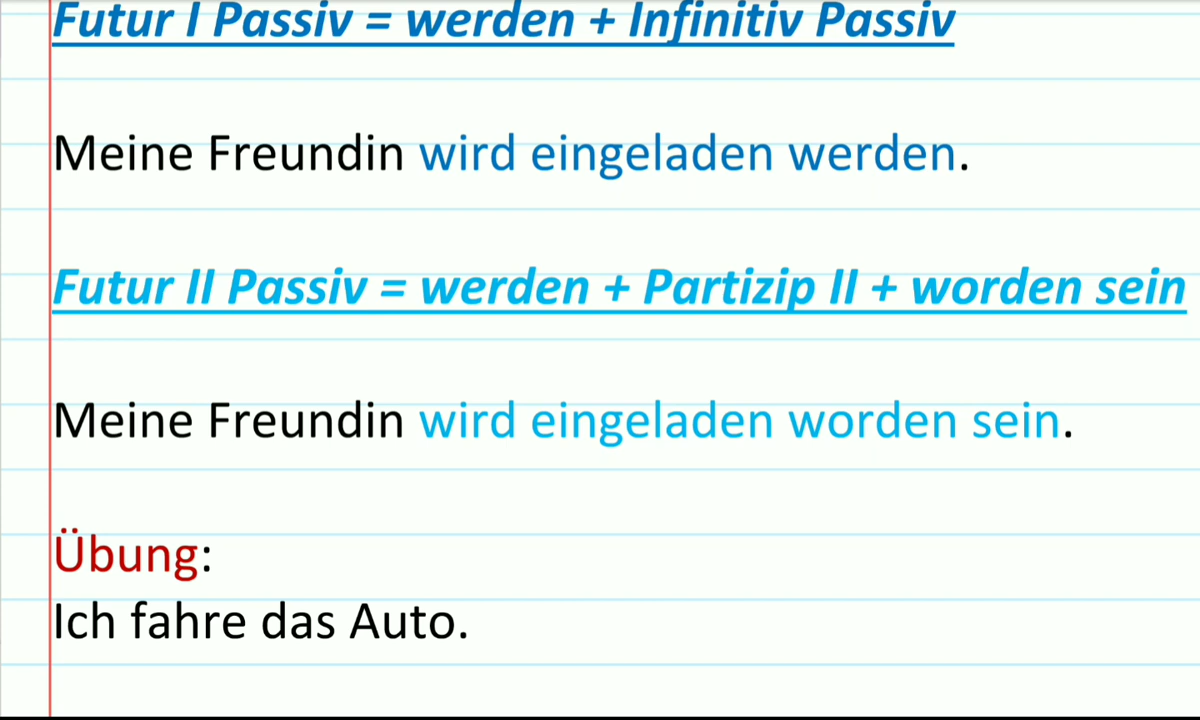 Futur I Passiv = werden + Infinitiv Passiv
Meine Freundin wird eingeladen werden.
Futur II Passiv = werden + Partizip II + worden sein
Meine Freundin wird eingeladen worden sein.
Übung:
Ich fahre das Auto.